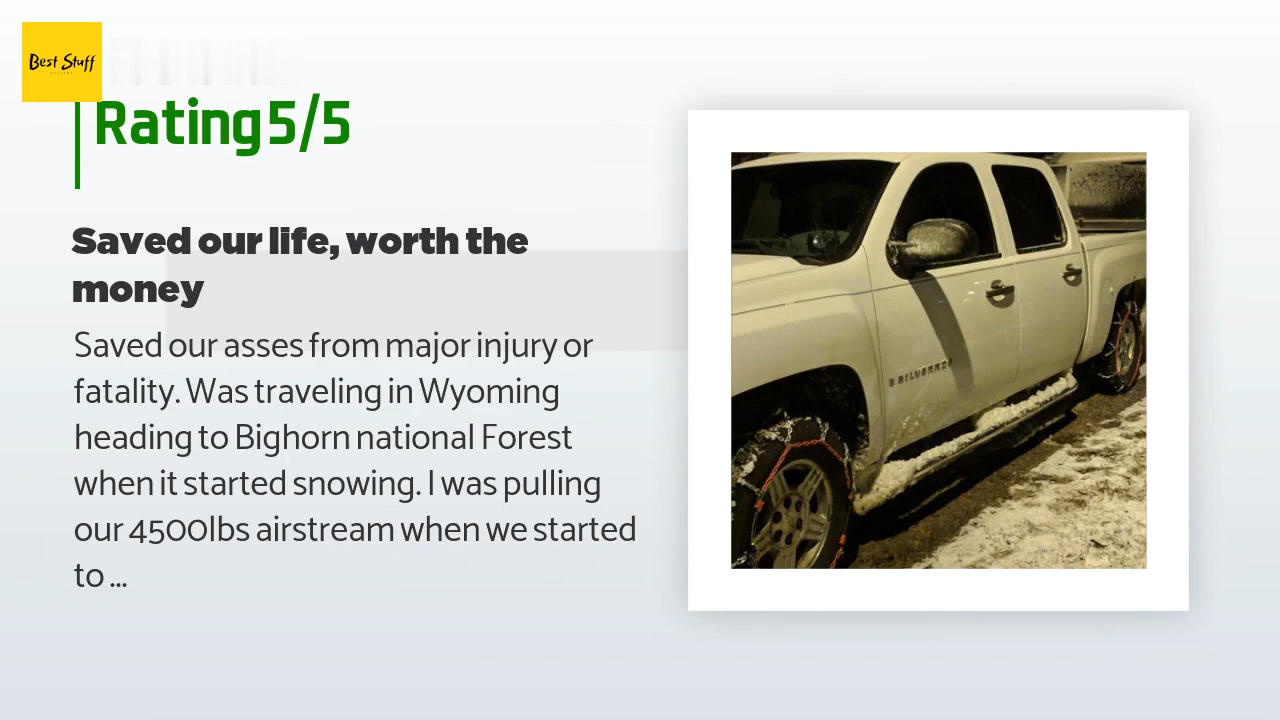 Best Stuff
Rating 5/5
Saved our life, worth the
money
Saved our asses from major injury or
fatality. Was traveling in Wyoming
heading to Bighorn national Forest
when it started snowing. I was pulling
our 4500lbs airstream when we started
to ...
SILVERADO